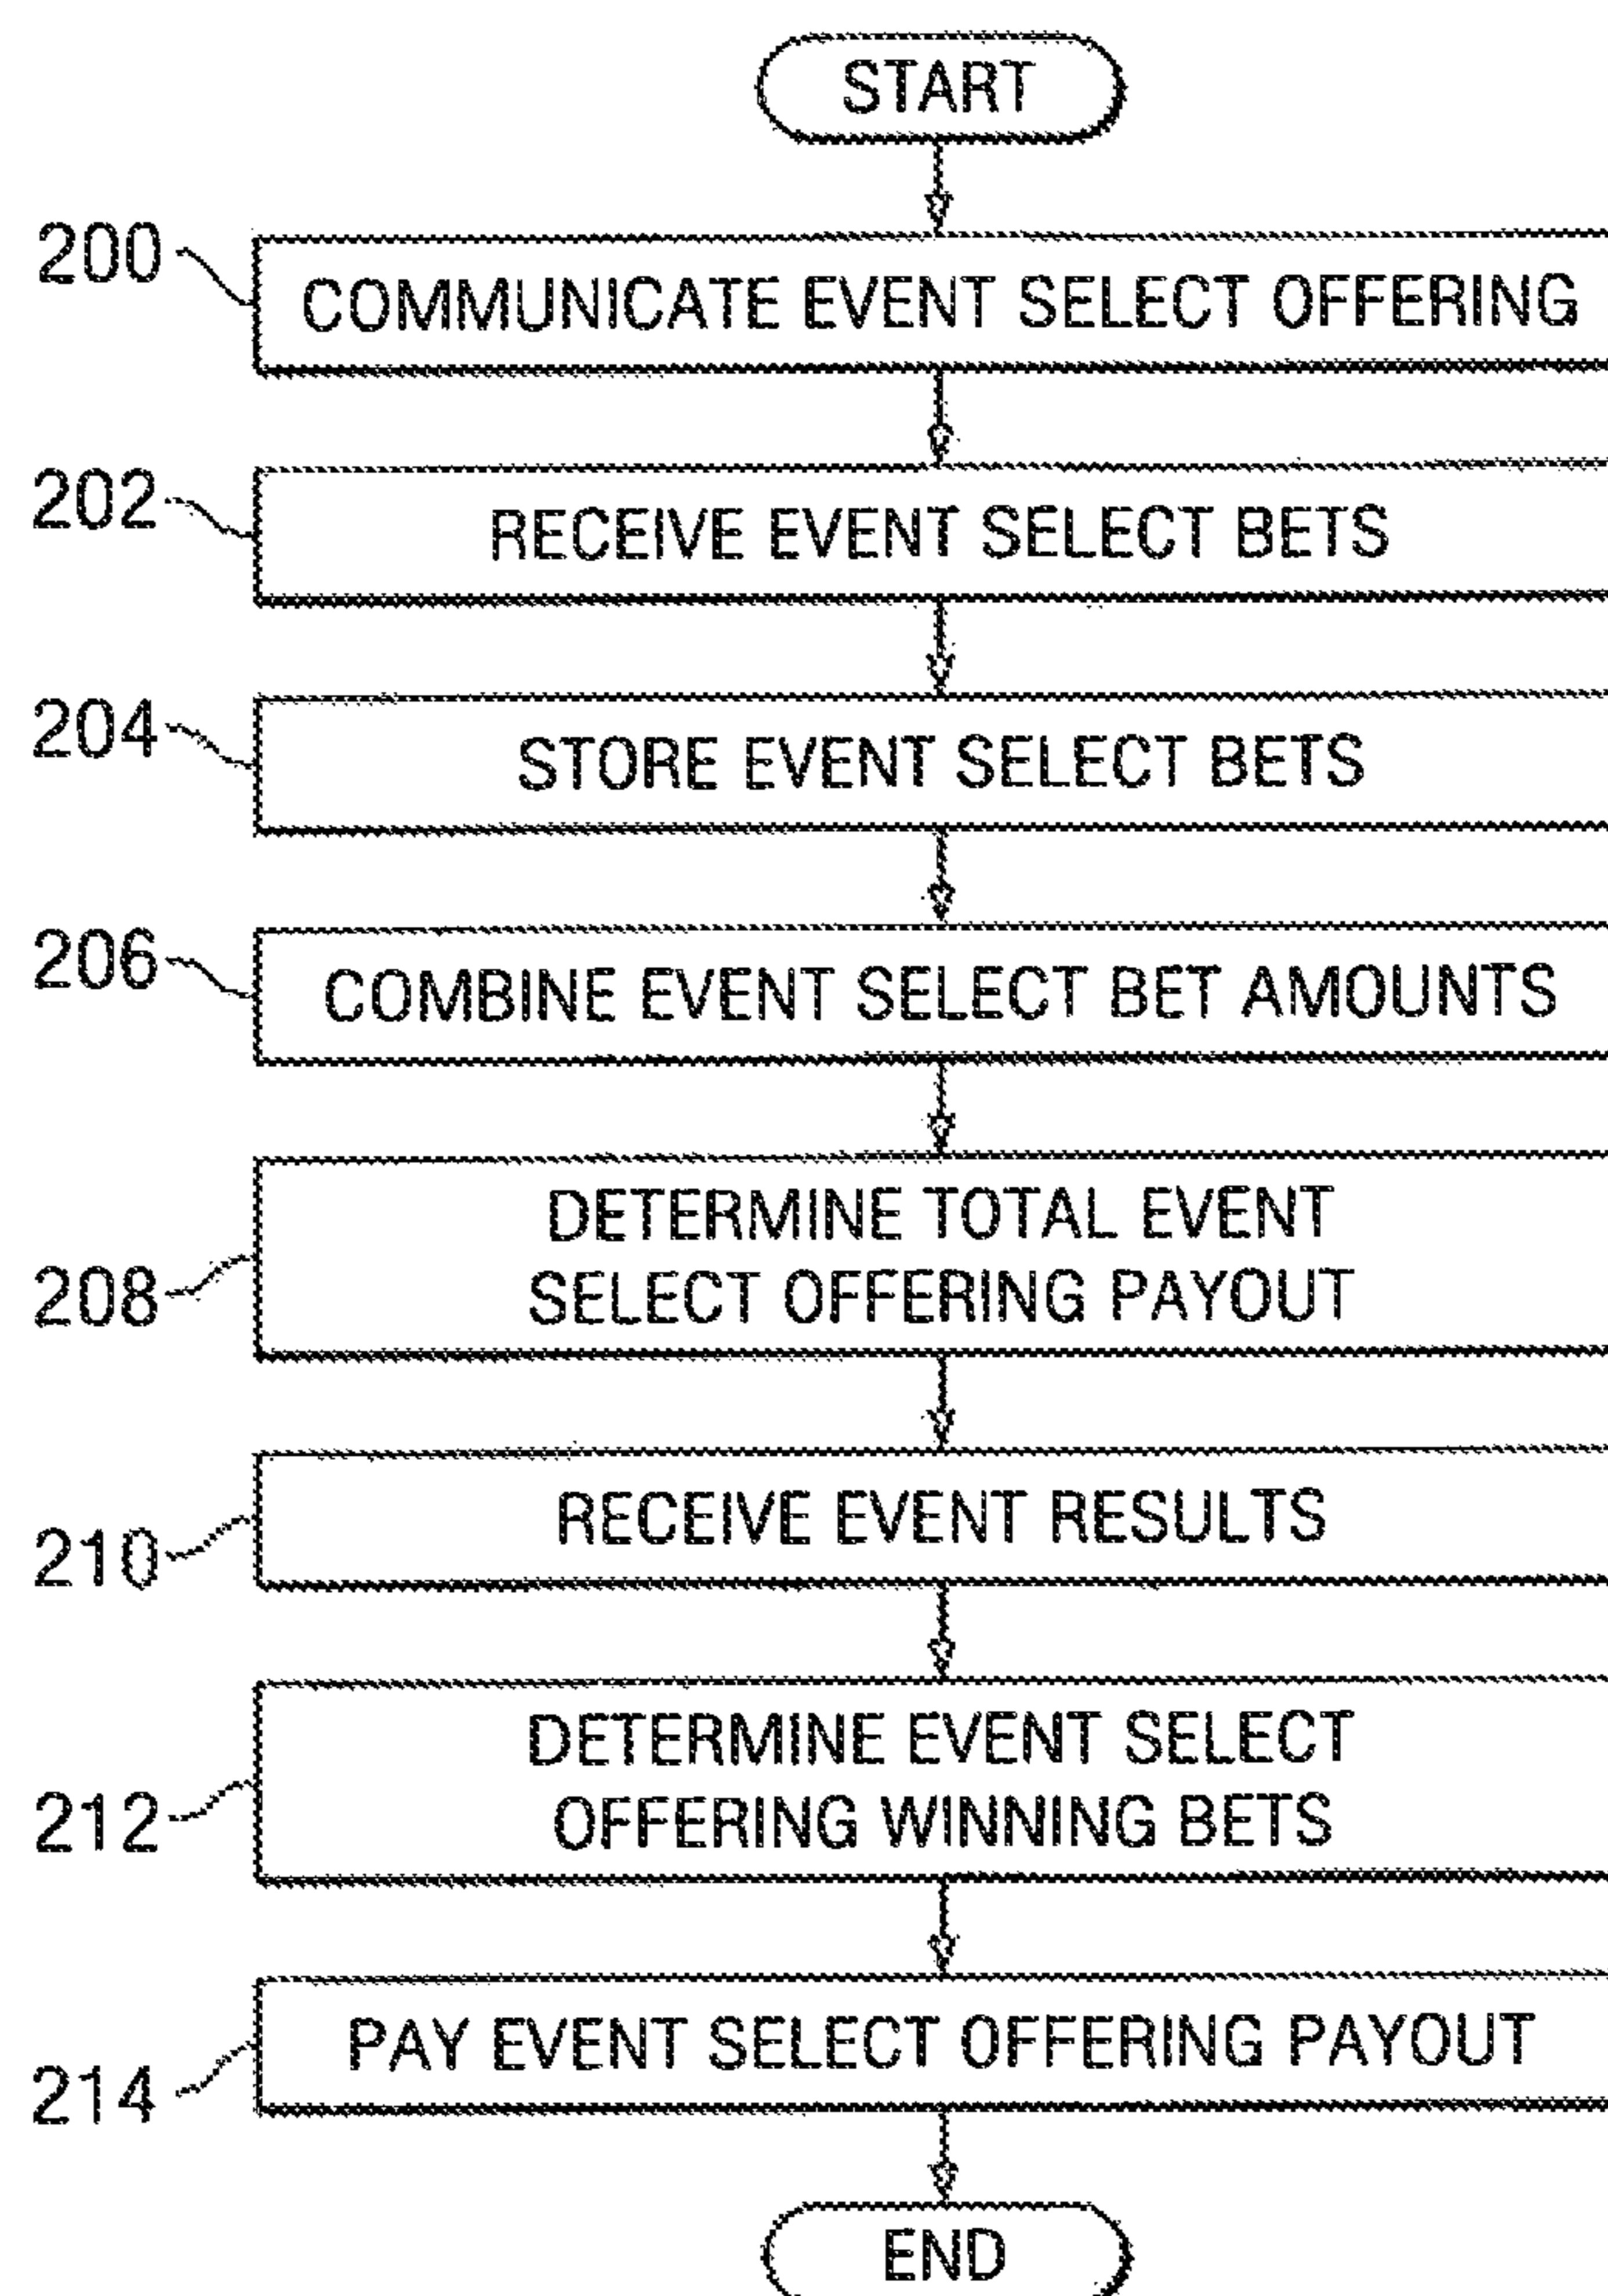 START
200
COMMUNICATE EVENT SELECT OFFERING
202
RECEIVE EVENT SELECT BETS
204
STORE EVENT SELECT BETS
206
COMBINE EVENT SELECT BET AMOUNTS
208
DETERMINE TOTAL EVENT
SELECT OFFERING PAYOUT
210
RECEIVE EVENT RESULTS
212
DETERMINE EVENT SELECT
OFFERING WINNING BETS
214
PAY EVENT SELECT OFFERING PAYOUT
END